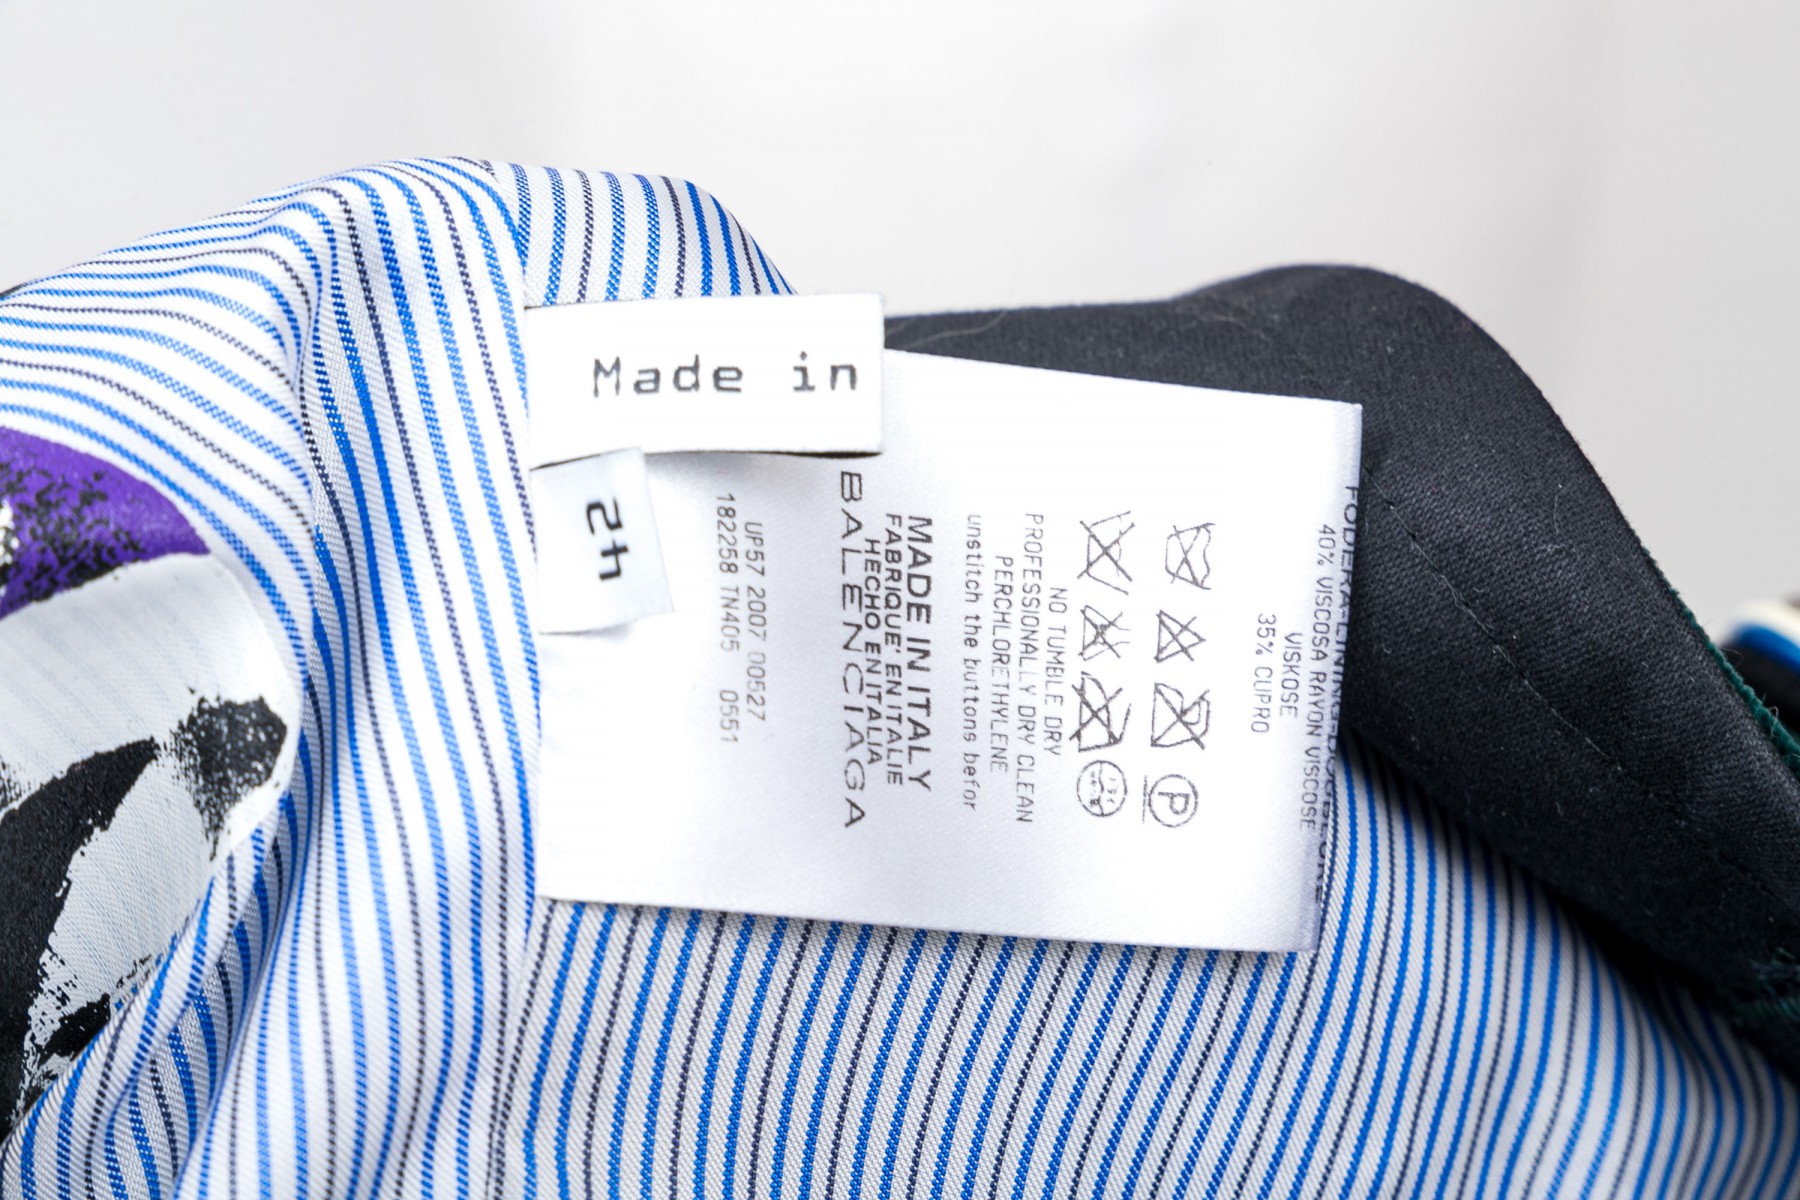 Made in
42
FODERA-LINING-
40% VISCOSA RAYON VISCOSE
VISKOSE
35% CUPRO
P
NO TUMBLE DRY
PROFESSIONALLY DRY CLEAN
PERCHLORETHYLENE
unstitch the buttons befor
MADE IN ITALY
FABRIQUE' EN ITALIE
HECHO EN ITALIA
BALENCIAGA
UP57 2007 00527
182258 TN405 0551